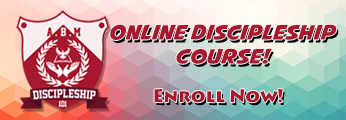 ABM
DISCIPLESHIP
101
ONLINE DISCIPLESHIP
COURSE!
ENROLL NOW!